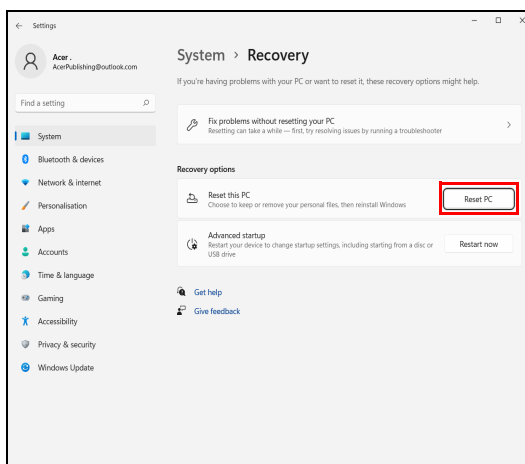 Settings
Acer .
AcerPublishing@outlook.com
Find a setting
System
Bluetooth & devices
Network & internet
Personalisation
Apps
Accounts
Time & language
Gaming
Accessibility
Privacy & security
Windows Update
System > Recovery
If you're having problems with your PC or want to reset it, these recovery options might help.
Fix problems without resetting your PC
Resetting can take a while — first, try resolving issues by running a troubleshooter
Recovery options
Reset this PC
Choose to keep or remove your personal files, then reinstall Windows
Reset PC
Advanced startup
Restart your device to change startup settings, including starting from a disc or
USB drive
Restart now
Get help
Give feedback